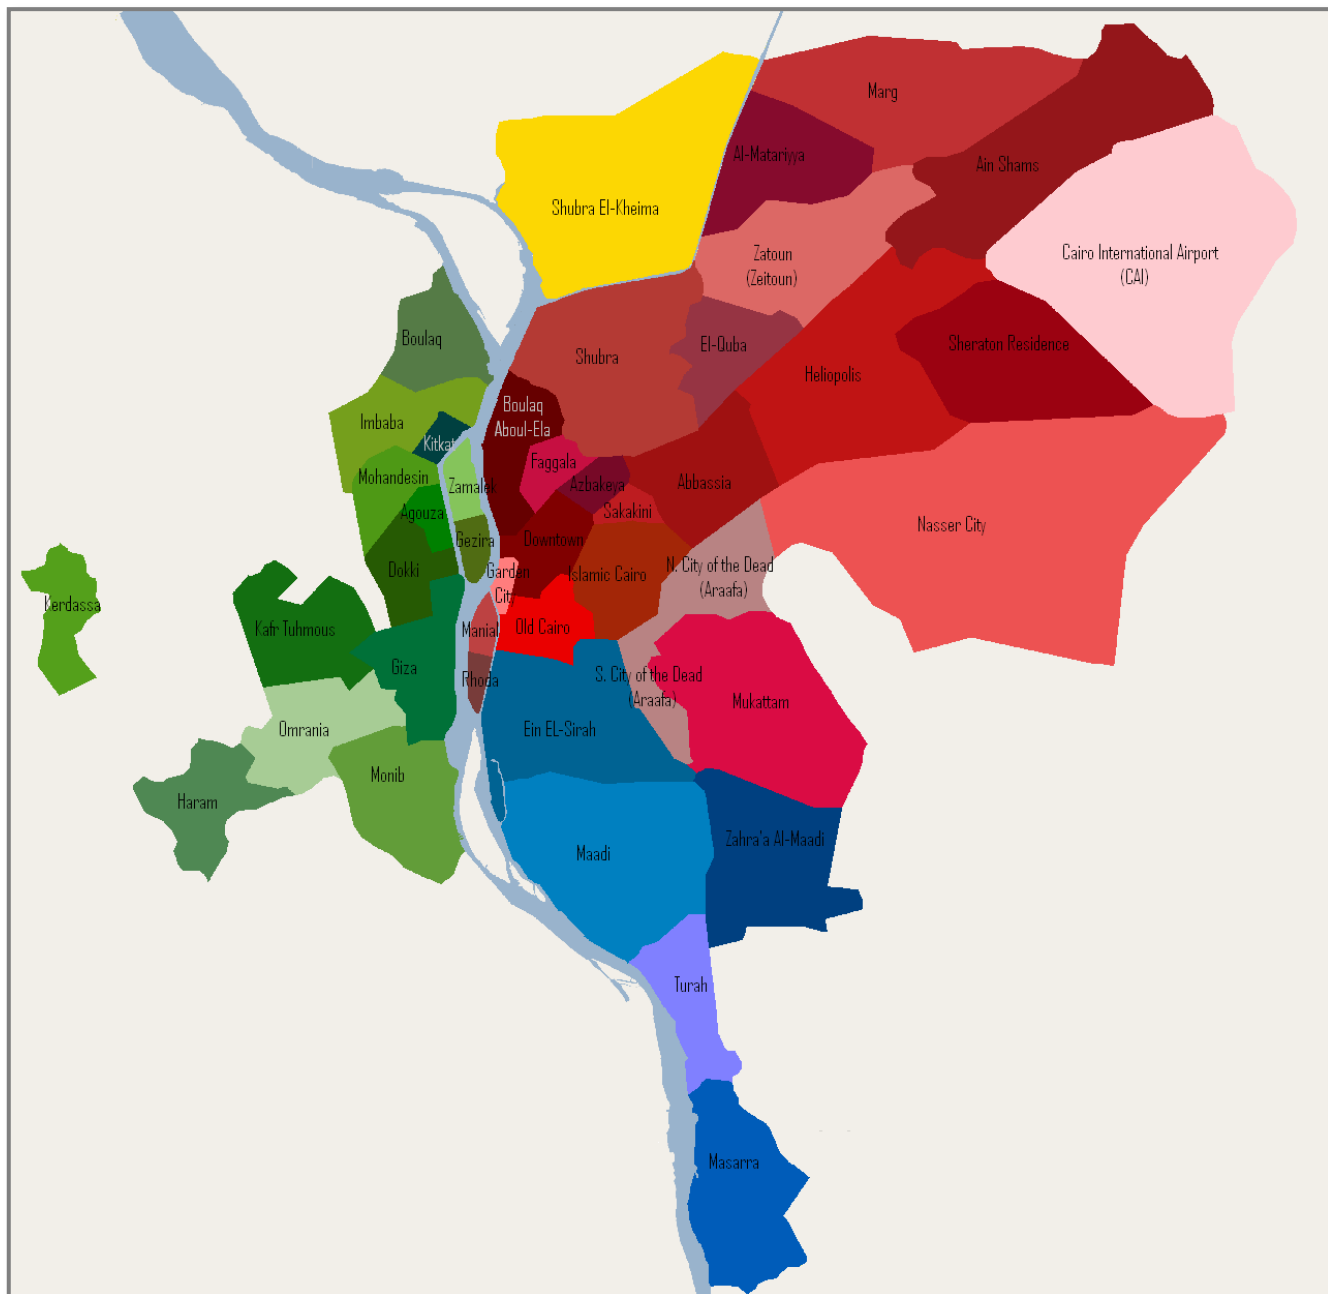 Marg
Al-Matariyya
Ain Shams
Shubra El-Kheima
Zatoun
(Zeitoun)
Cairo International Airport
(CAI)
Boulaq
Shubra
El-Quba
Sheraton Residence
Heliopolis
Imbaba
Boulaq
Aboul-Ela
Kitkat
Faggala
Mohandesin
Zamalek
Azbakeya
Abbassia
Agouza
Sakakini
Nasser City
Gezira
Downtown
Dokki
Garden
City
Islamic Cairo
N. City of the Dead
(Araafa)
Kerdassa
Kafr Tuhmous
Manial
Old Cairo
Giza
Rhoda
S. City of the Dead
(Araafa)
Mukattam
Omrania
Ein EL-Sirah
Monib
Haram
Maadi
Zahra'a Al-Maadi
Turah
Masarra